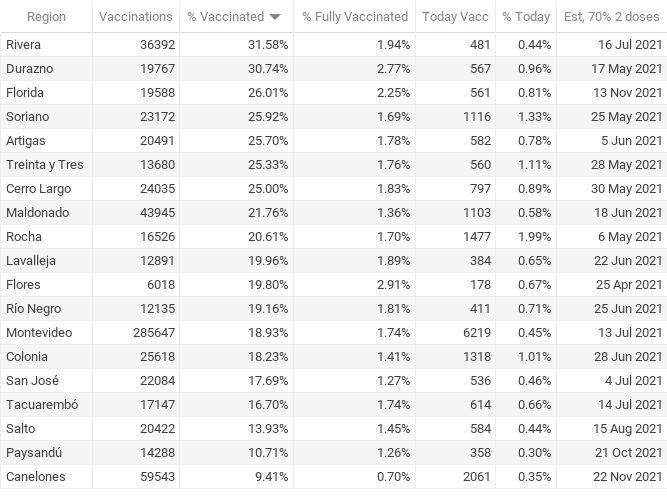 Region Vaccinations % Vaccinated % Fully Vaccinated Today Vacc % Today Est, 70% 2 doses
Rivera 36392 31.58% 1.94% 481 0.44% 16 Jul 2021
Durazno 19767 30.74% 2.77% 567 0.96% 17 May 2021
Florida 19588 26.01% 2.25% 561 0.81% 13 Nov 2021
Soriano 23172 25.92% 1.69% 1116 1.33% 25 May 2021
Artigas 20491 25.70% 1.78% 582 0.78% 5 Jun 2021
Treinta y Tres 13680 25.33% 1.76% 560 1.11% 28 May 2021
Cerro Largo 24035 25.00% 1.83% 797 0.89% 30 May 2021
Maldonado 43945 21.76% 1.36% 1103 0.58% 18 Jun 2021
Rocha 16526 20.61% 1.70% 1477 1.99% 6 May 2021
Lavalleja 12891 19.96% 1.89% 384 0.65% 22 Jun 2021
Flores 6018 19.80% 2.91% 178 0.67% 25 Apr 2021
Río Negro 12135 19.16% 1.81% 411 0.71% 25 Jun 2021
Montevideo 285647 18.93% 1.74% 6219 0.45% 13 Jul 2021
Colonia 25618 18.23% 1.41% 1318 1.01% 28 Jun 2021
San José 22084 17.69% 1.27% 536 0.46% 4 Jul 2021
Tacuarembó 17147 16.70% 1.74% 614 0.66% 14 Jul 2021
Salto 20422 13.93% 1.45% 584 0.44% 15 Aug 2021
Paysandú 14288 10.71% 1.26% 358 0.30% 21 Oct 2021
Canelones 59543 9.41% 0.70% 2061 0.35% 22 Nov 2021